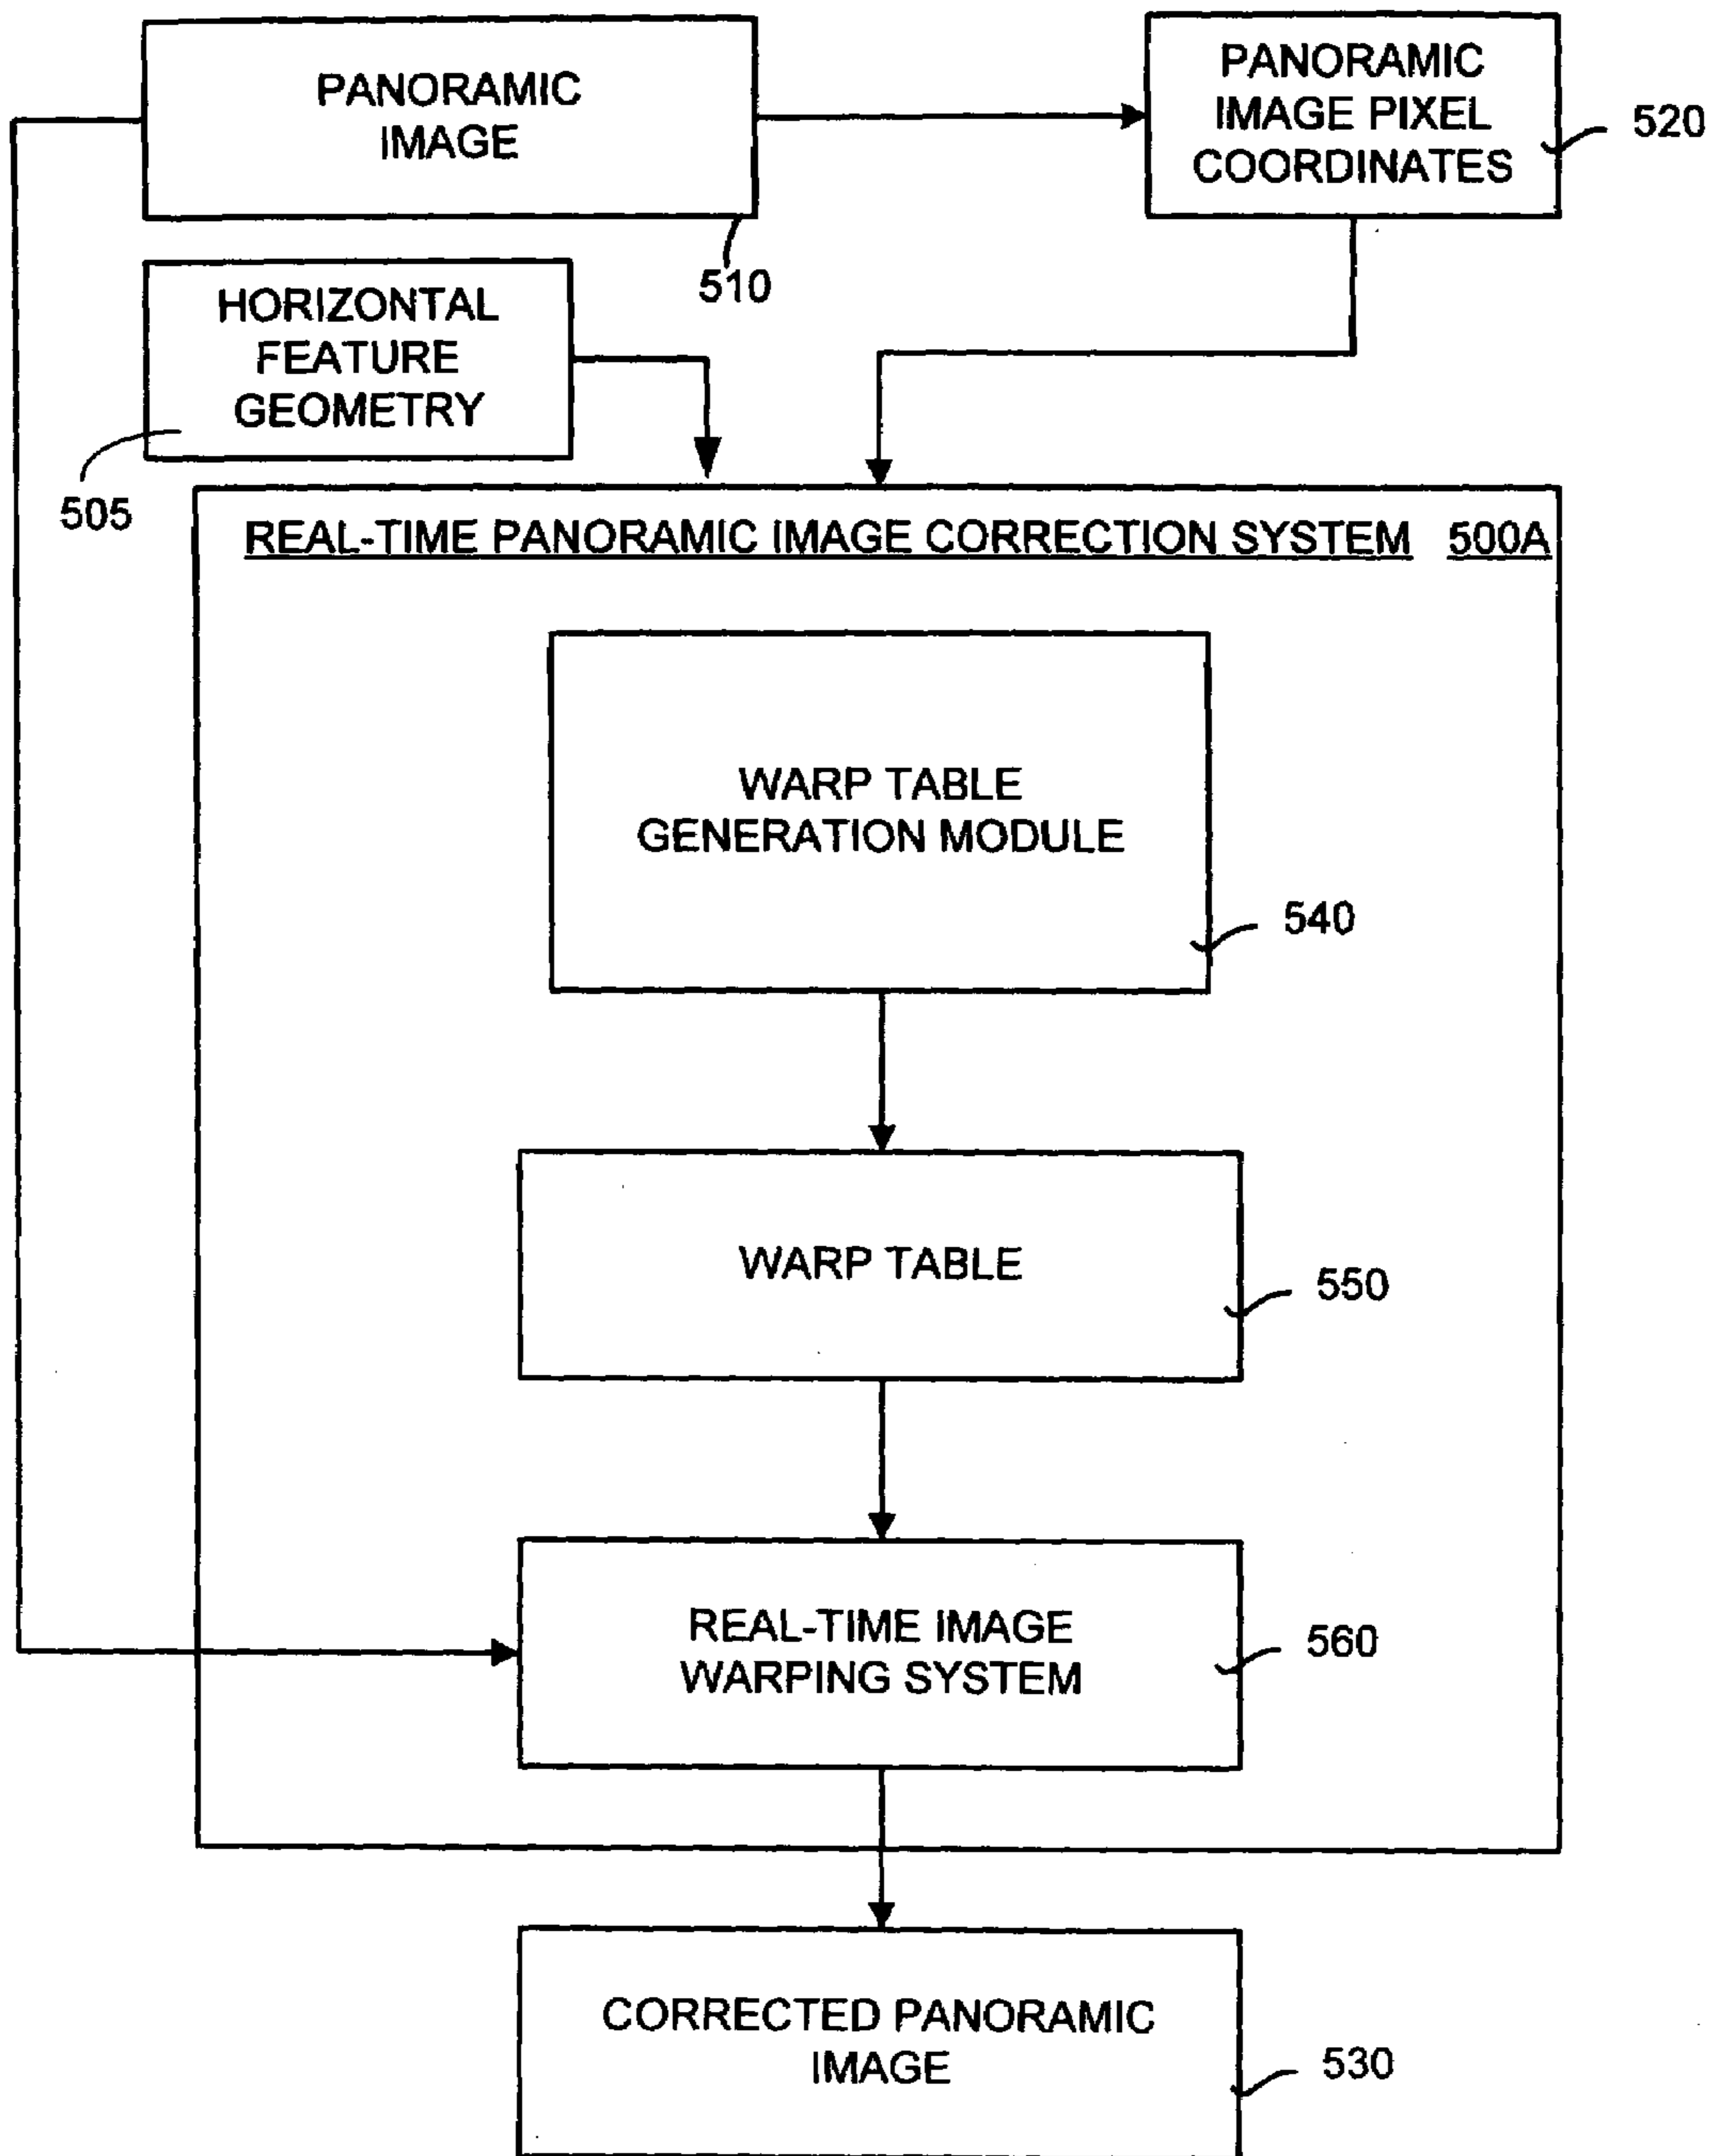 PANORAMIC
IMAGE
510
PANORAMIC
IMAGE PIXEL
COORDINATES
520
HORIZONTAL
FEATURE
GEOMETRY
505
REAL-TIME PANORAMIC IMAGE CORRECTION SYSTEM 500A
WARP TABLE
GENERATION MODULE
540
WARP TABLE
550
REAL-TIME IMAGE
WARPING SYSTEM
560
CORRECTED PANORAMIC
IMAGE
530